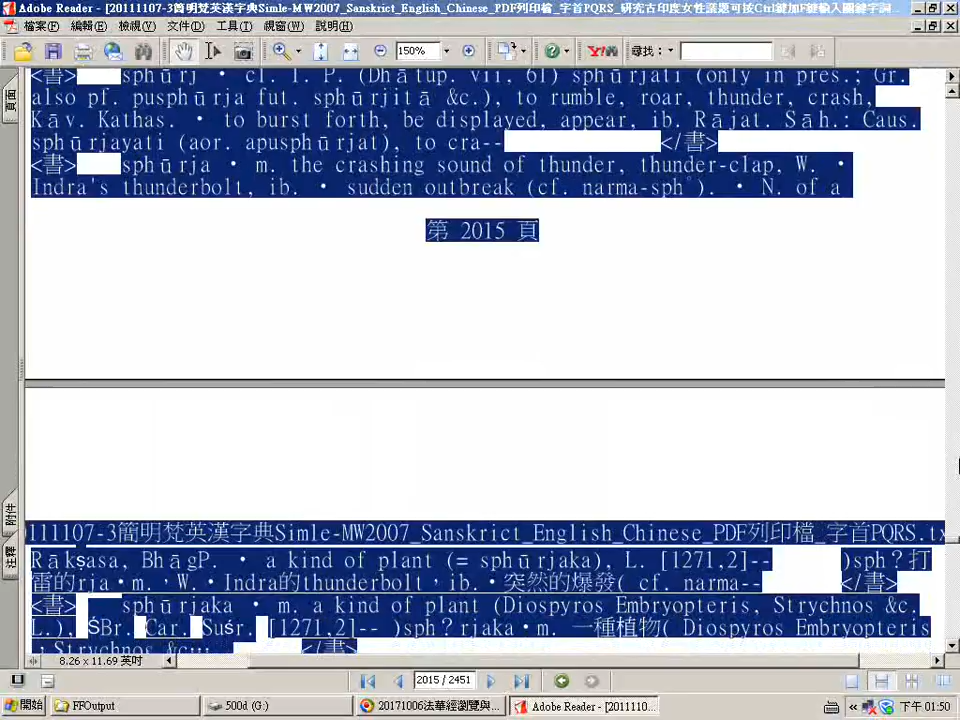 Adobe Reader - [20111107-3簡明梵英漢字典Simle-MW2007_Sanskrict_English_Chinese_PDF列印檔_字首PQRS_研究古印度女性議題可按Ctrl鍵加F鍵輸入關鍵字詞...
檔案(F) 編輯(E) 檢視(V) 文件(D) 工具(T) 視窗(W) 說明(H)
150% 尋找:
頁面
<書> sphūrj • cl. 1. P. (Dhātup. vii, 61) sphūrjati (only in pres.; Gr.
also pf. pusphūrja fut. sphūrjitā &c.), to rumble, roar, thunder, crash,
Kāv. Kathas. • to burst forth, be displayed, appear, ib. Rājat. Sāh.: Caus.
sphūrjayati (aor. apusphūrjat), to cra-- </書>
<書> sphūrja • m. the crashing sound of thunder, thunder-clap, W. •
Indra's thunderbolt, ib. • sudden outbreak (cf. narma-sph°). • N. of a
第 2015 頁
附件
注釋
111107-3簡明梵英漢字典Simle-MW2007_Sanskrict_English_Chinese_PDF列印檔_字首PQRS.tx
Rākṣasa, BhāgP. • a kind of plant (= sphūrjaka), L. [1271,2]-- )sph？打
雷的rja•m.,W.•Indra的thunderbolt，ib.•突然的爆發( cf. narma-- </書>
<書> sphūrjaka • m. a kind of plant (Diospyros Embryopteris, Strychnos &c.
L.), ŚBr. Car. Suśr. [1271,2]-- )sph？rjaka•m. 一種植物( Diospyros Embryopteris
，Strychnos &c. </書>
8.26 x 11.69 英吋
2015 / 2451
開始 FFOutput 500d (G:) 20171006法華經瀏覽與... Adobe Reader - [2011110... 下午 01:50